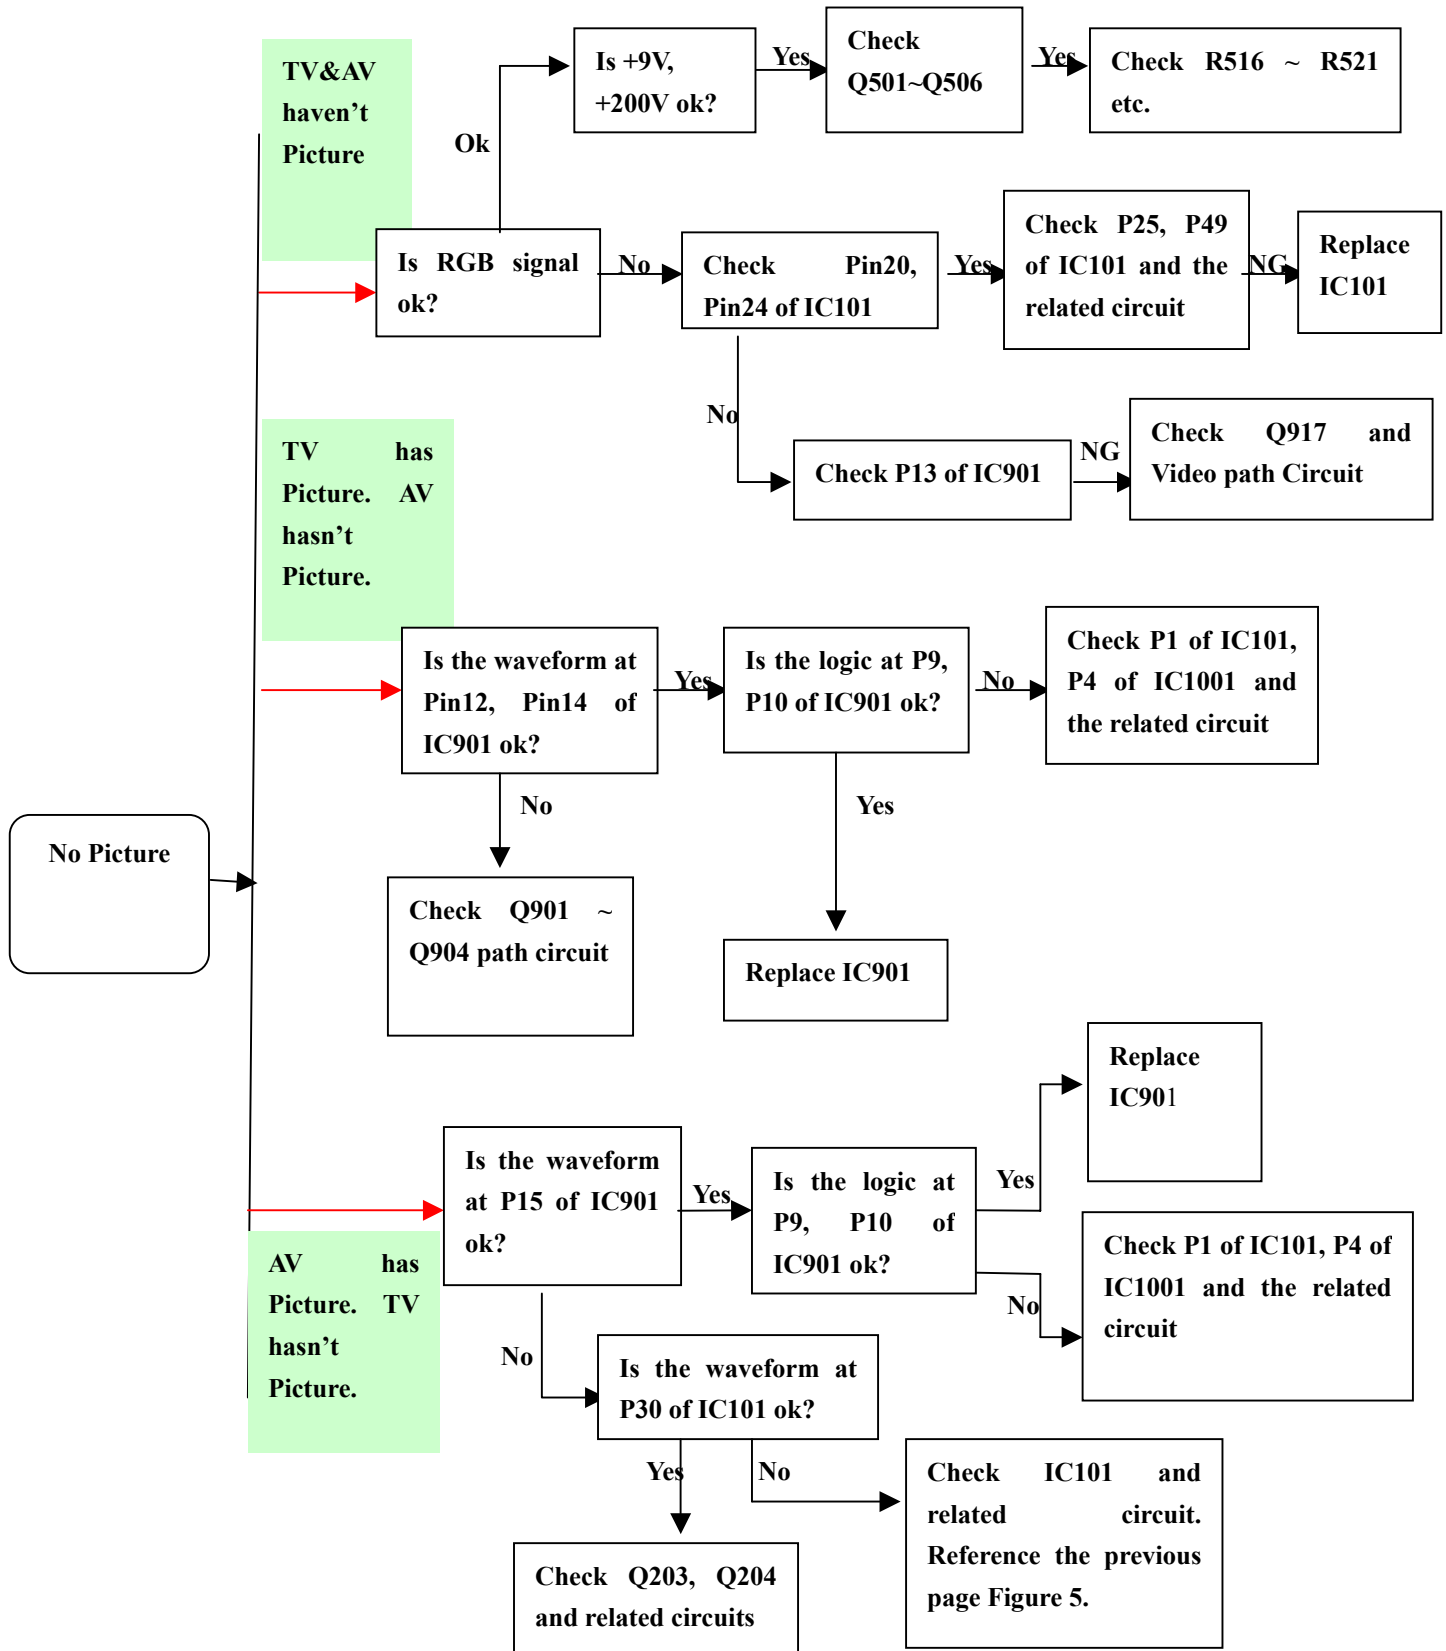 TV&AV
haven't
Picture
Is +9V,
+200V ok?
Yes
Check
Q501~Q506
Yes
Check R516 ~ R521
etc.
Ok
Is RGB signal
ok?
No
Check Pin20,
Pin24 of IC101
Yes
Check P25, P49
of IC101 and the
related circuit
NG
Replace
IC101
No
Check P13 of IC901
NG
Check Q917 and
Video path Circuit
TV has
Picture. AV
hasn't
Picture.
Is the waveform at
Pin12, Pin14 of
IC901 ok?
Yes
Is the logic at P9,
P10 of IC901 ok?
No
Check P1 of IC101,
P4 of IC1001 and
the related circuit
No
Yes
No Picture
Check Q901 ~
Q904 path circuit
Replace IC901
Replace
IC901
Is the waveform
at P15 of IC901
ok?
Yes
Is the logic at
P9, P10 of
IC901 ok?
Yes
No
Check P1 of IC101, P4 of
IC1001 and the related
circuit
AV has
Picture. TV
hasn't
Picture.
No
Is the waveform at
P30 of IC101 ok?
Yes
No
Check IC101 and
related circuit.
Reference the previous
page Figure 5.
Check Q203, Q204
and related circuits